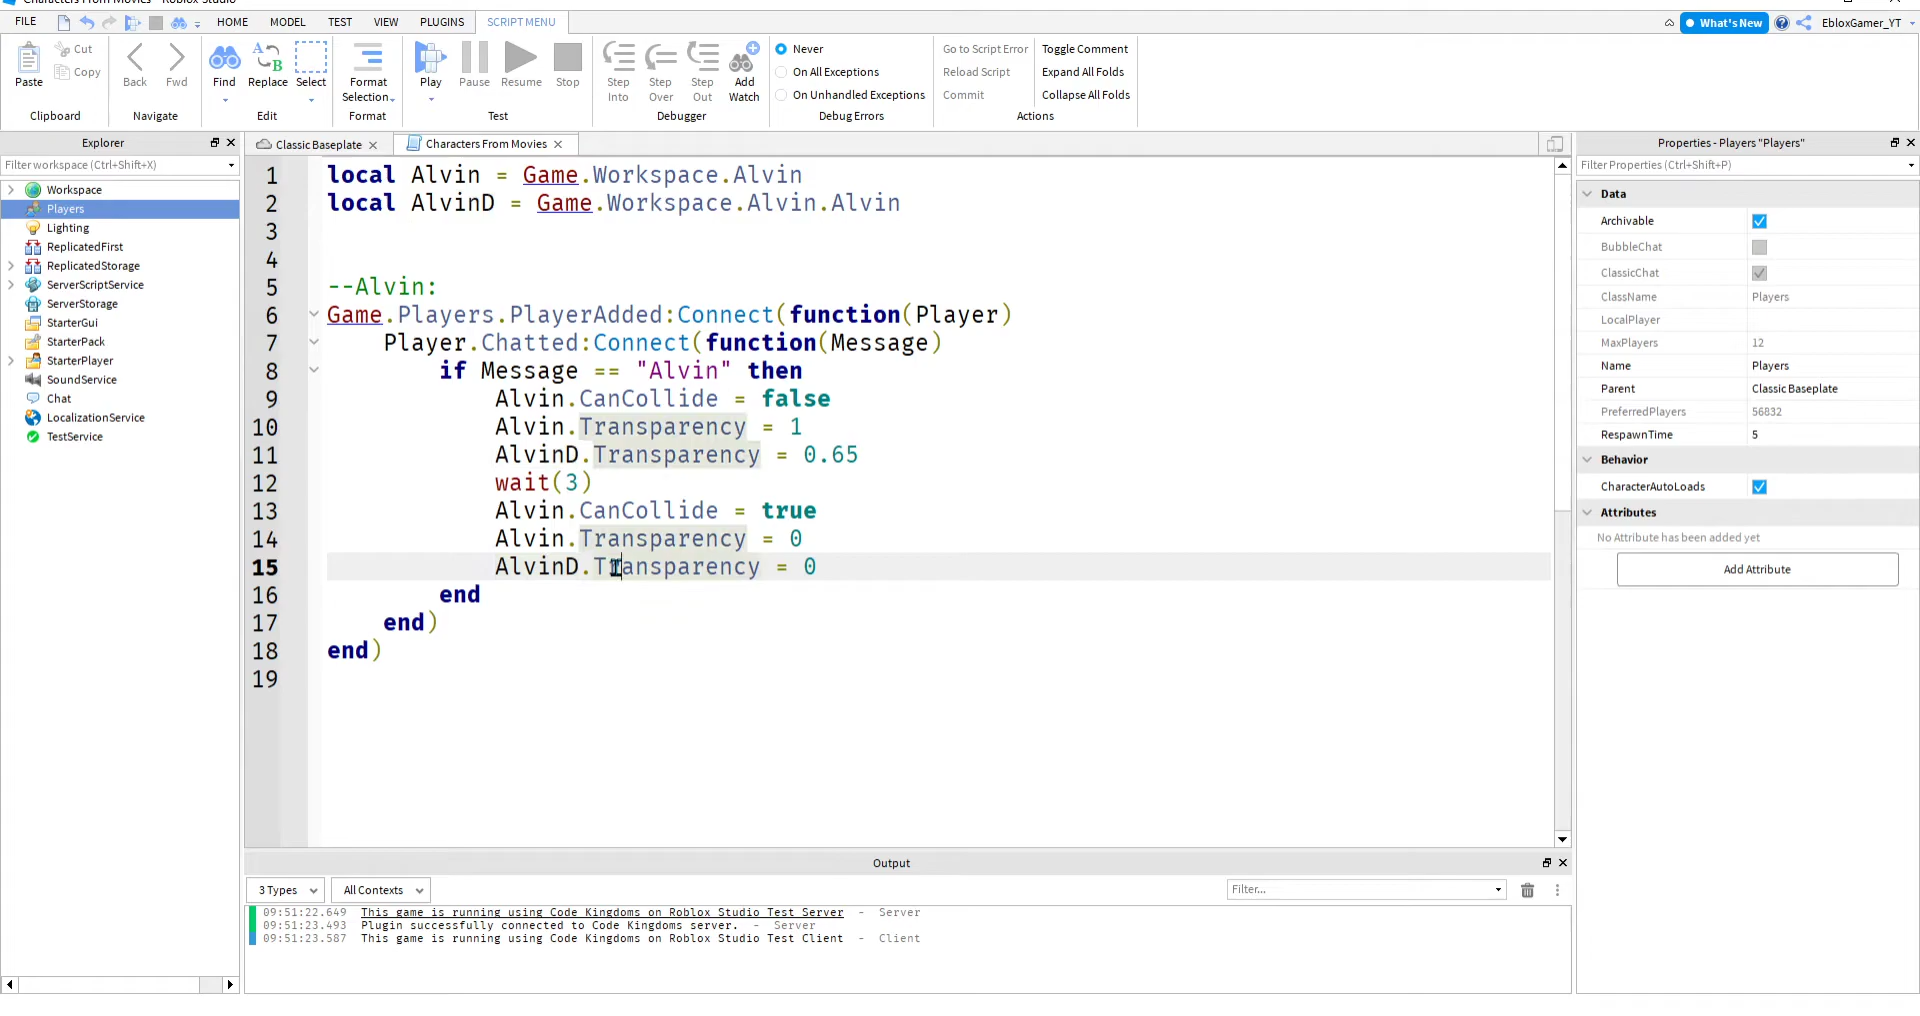 Characters From Movies - Roblox Studio
FILE HOME MODEL TEST VIEW PLUGINS SCRIPT MENU What's New EbloxGamer_YT
Cut
Copy
Paste
Clipboard
Back Fwd
Navigate
Find Replace Select
Edit
Format
Selection
Format
Play Pause Resume Stop
Test
Step
Into
Step
Over
Step
Out
Add
Watch
Debugger
Never
On All Exceptions
On Unhandled Exceptions
Debug Errors
Go to Script Error
Reload Script
Commit
Toggle Comment
Expand All Folds
Collapse All Folds
Actions
Explorer
Filter workspace (Ctrl+Shift+X)
Workspace
Players
Lighting
ReplicatedFirst
ReplicatedStorage
ServerScriptService
ServerStorage
StarterGui
StarterPack
StarterPlayer
SoundService
Chat
LocalizationService
TestService
Classic Baseplate
Characters From Movies
1 local Alvin = Game.Workspace.Alvin
2 local AlvinD = Game.Workspace.Alvin.Alvin
3
4
5 --Alvin:
6 Game.Players.PlayerAdded:Connect(function(Player)
7 Player.Chatted:Connect(function(Message)
8 if Message == "Alvin" then
9 Alvin.CanCollide = false
10 Alvin.Transparency = 1
11 AlvinD.Transparency = 0.65
12 wait(3)
13 Alvin.CanCollide = true
14 Alvin.Transparency = 0
15 AlvinD.Transparency = 0
16 end
17 end)
18 end)
19
Output
3 Types All Contexts Filter...
09:51:22.649 This game is running using Code Kingdoms on Roblox Studio Test Server - Server
09:51:23.493 Plugin successfully connected to Code Kingdoms server. - Server
09:51:23.587 This game is running using Code Kingdoms on Roblox Studio Test Client - Client
Properties - Players "Players"
Filter Properties (Ctrl+Shift+P)
Data
Archivable
BubbleChat
ClassicChat
ClassName Players
LocalPlayer
MaxPlayers 12
Name Players
Parent Classic Baseplate
PreferredPlayers 56832
RespawnTime 5
Behavior
CharacterAutoLoads
Attributes
No Attribute has been added yet
Add Attribute